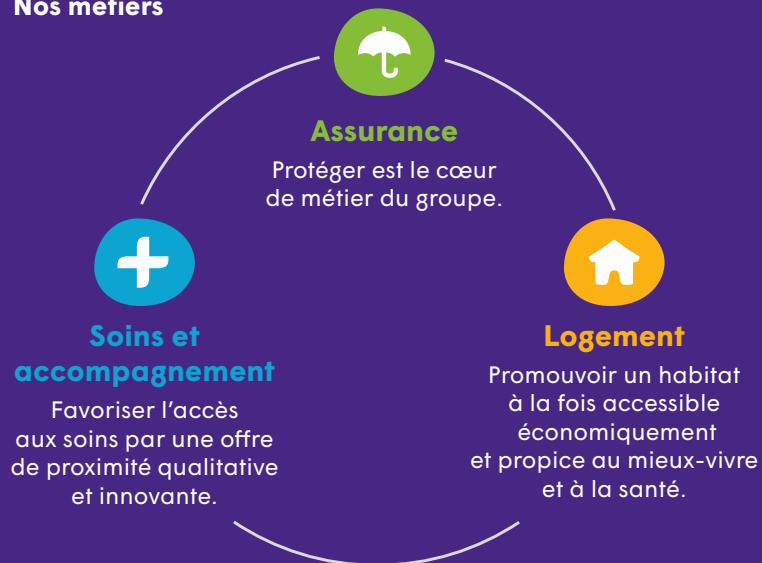 Nos métiers
Assurance
Protéger est le cœur
de métier du groupe.
Soins et
accompagnement
Favoriser l’accès
aux soins par une offre
de proximité qualitative
et innovante.
Logement
Promouvoir un habitat
à la fois accessible
économiquement
et propice au mieux-vivre
et à la santé.